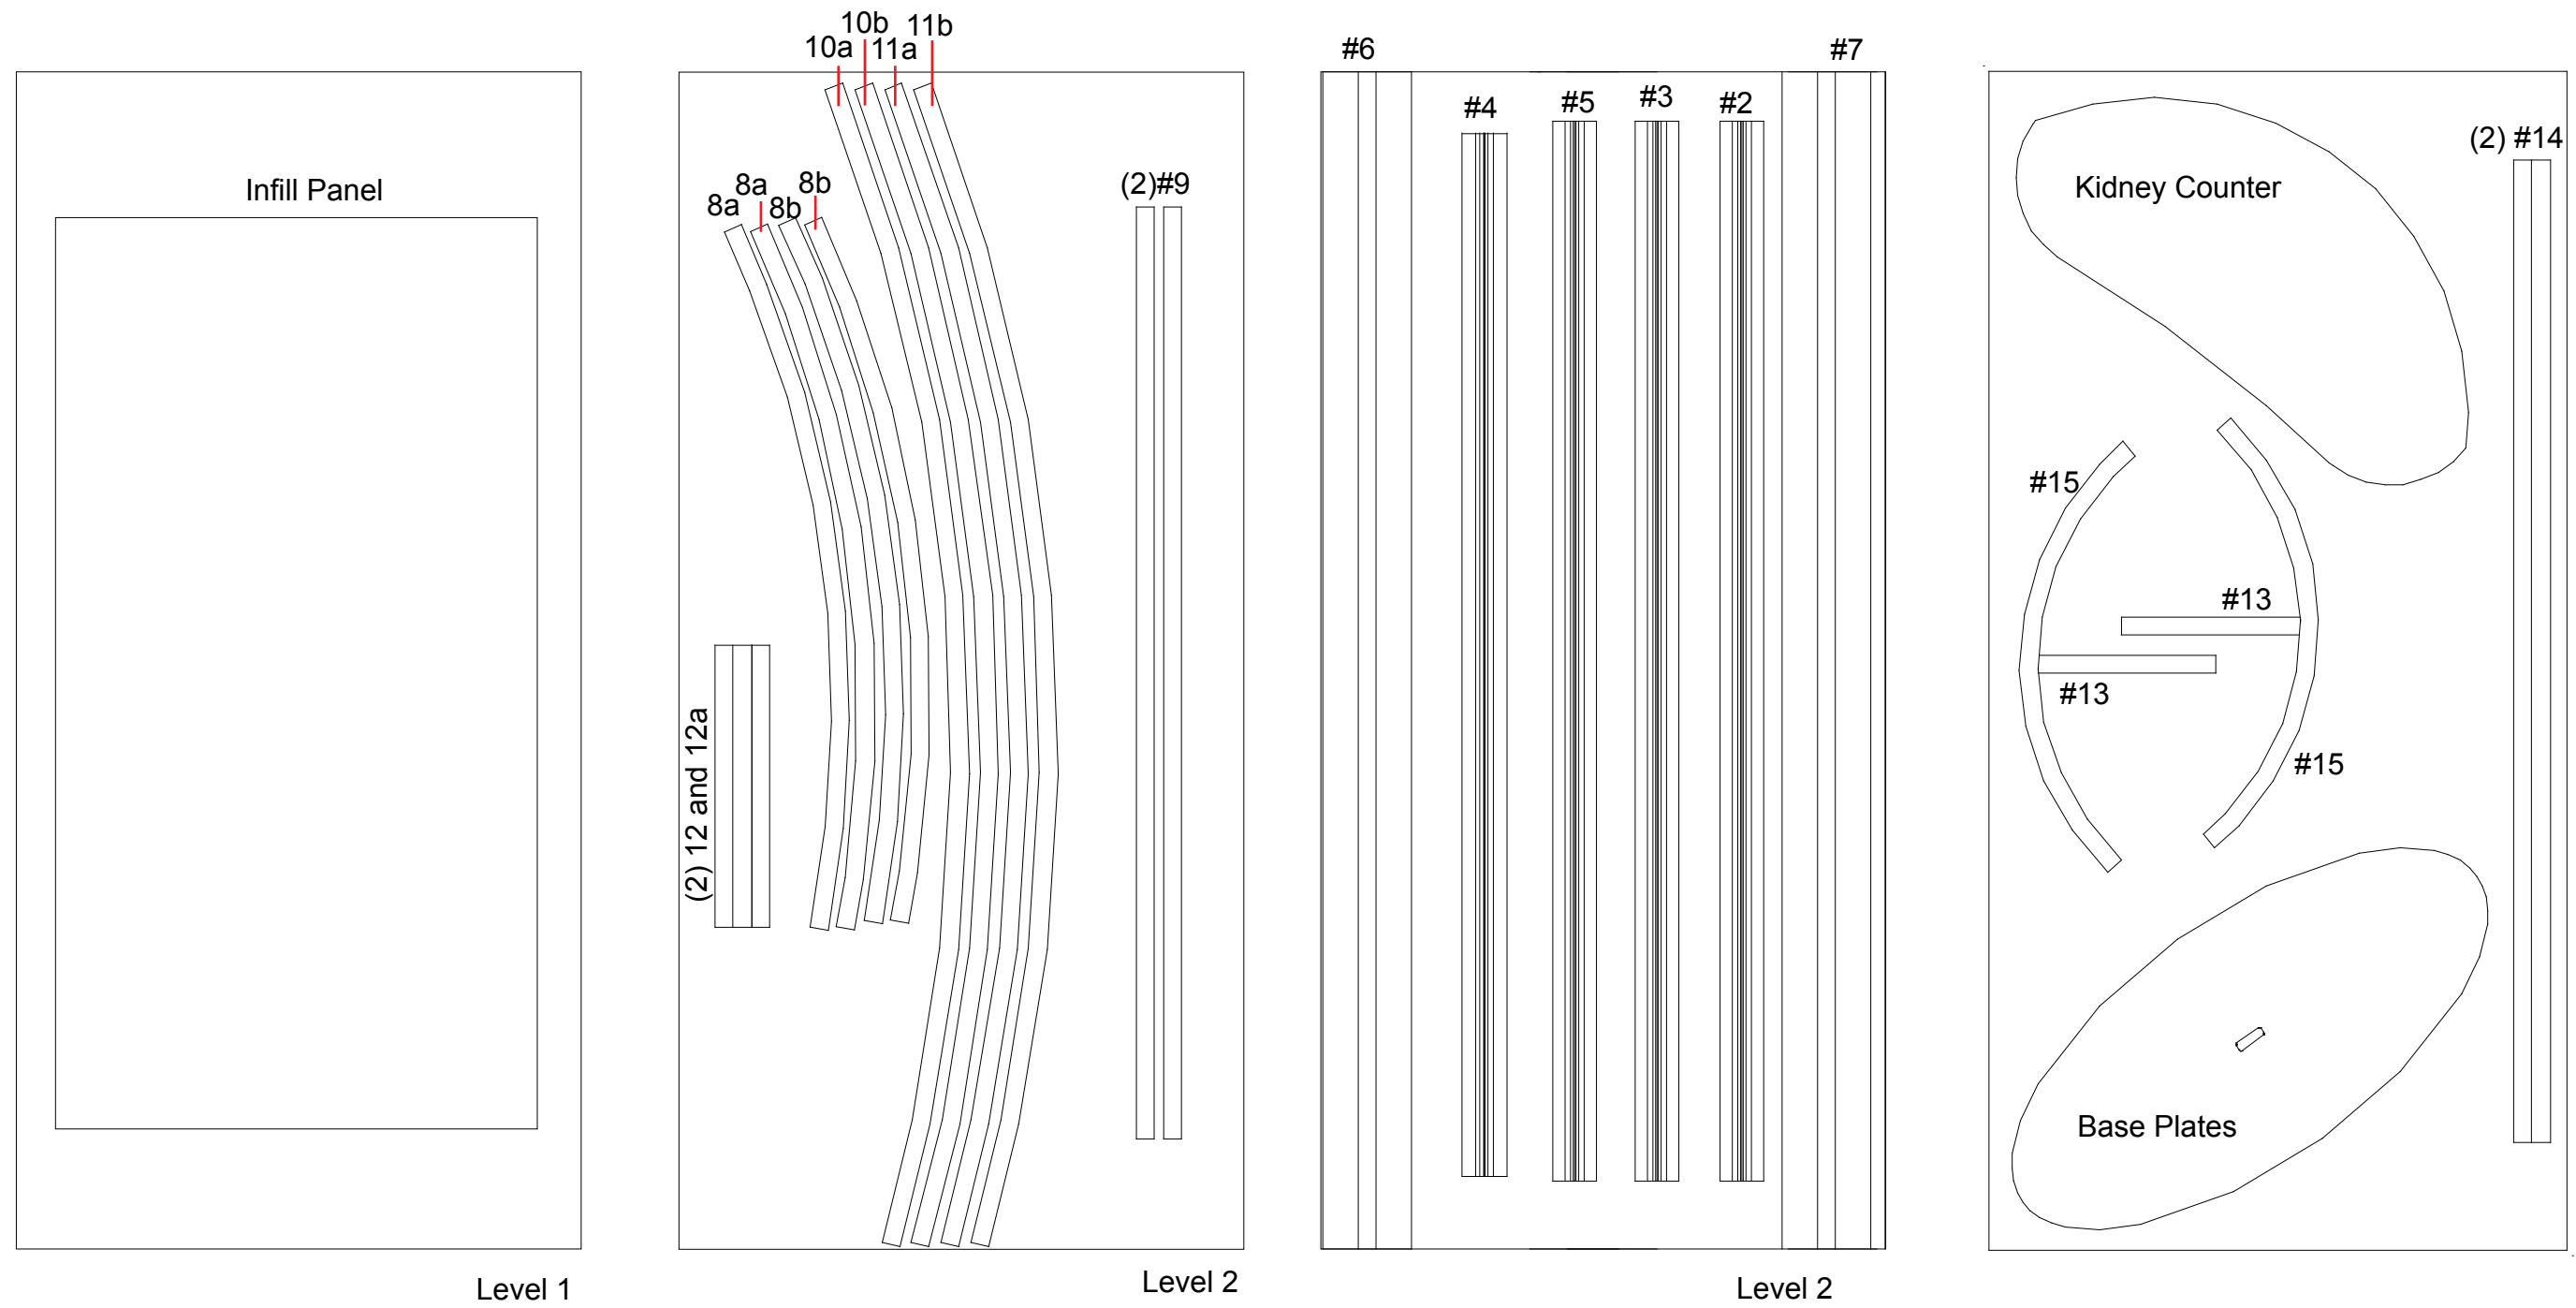 Infill Panel
Level 1
10b
11b
10a
11a
8a
8a
8b
8b
(2)#9
(2) 12 and 12a
Level 2
#6
#7
#4
#5
#3
#2
Level 2
(2) #14
Kidney Counter
#15
#13
#13
#15
Base Plates